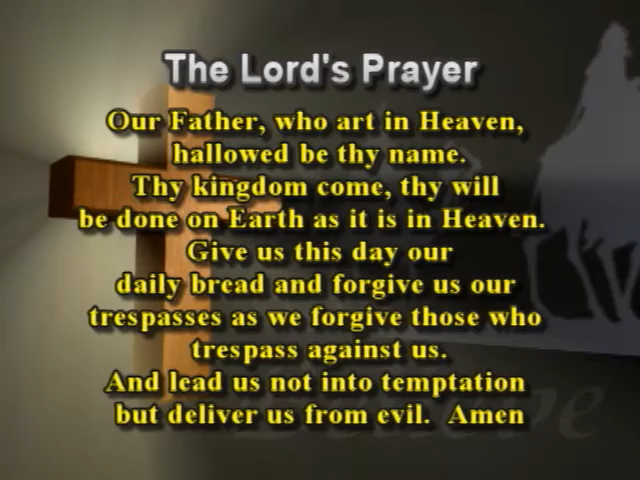 The Lord's Prayer
Our Father, who art in Heaven,
hallowed be thy name.
Thy kingdom come, thy will
be done on Earth as it is in Heaven.
Give us this day our
daily bread and forgive us our
trespasses as we forgive those who
trespass against us.
And lead us not into temptation
but deliver us from evil.  Amen